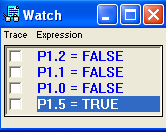 Watch
Trace Expression
P1.2 = FALSE
P1.1 = FALSE
P1.0 = FALSE
P1.5 = TRUE